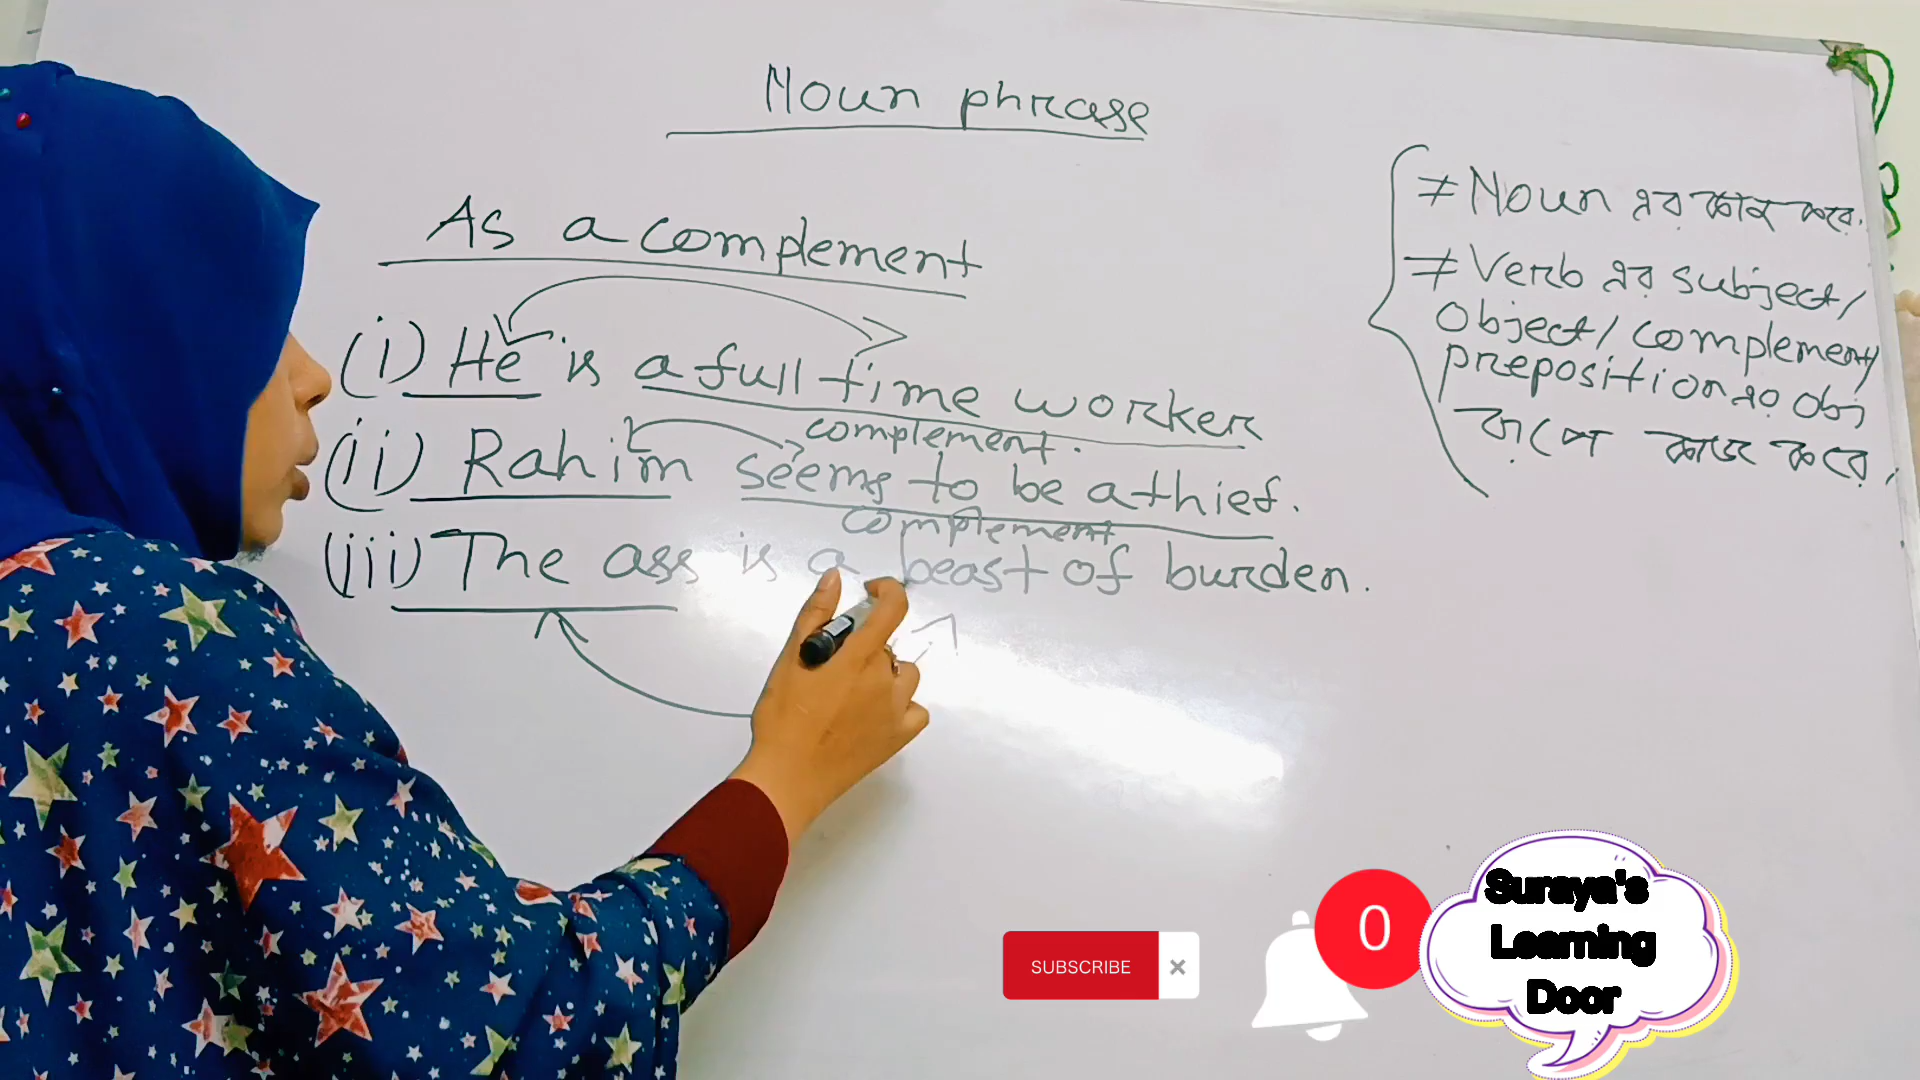 Noun phrase
As a complement
(i) He is a full time worker
complement.
(ii) Rahim seems to be a thief.
complement
(iii) The ass is a beast of burden.
≠ Noun এর কাজ করে.
≠ Verb এর subject/
object/complement/
preposition এর obj
রূপে কাজ করে.
SUBSCRIBE
0
Suraya's
Learning
Door